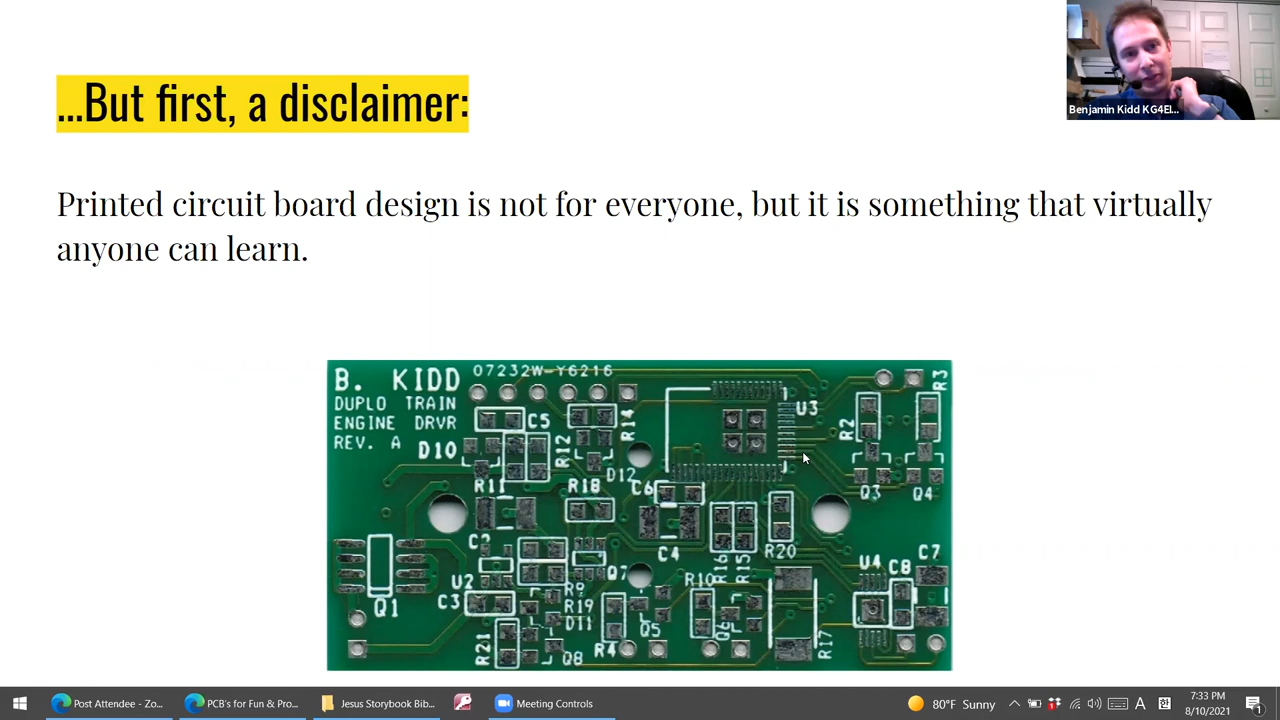 ...But first, a disclaimer:
Benjamin Kidd KG4EI...
Printed circuit board design is not for everyone, but it is something that virtually
anyone can learn.
B. KIDD
07232W-Y6216
DUPLO TRAIN
ENGINE DRVR
REV. A
D10
C5
R12
R14
D12
U3
R2
R3
R11
R18
C6
Q3
Q4
C2
C4
R16
R15
R20
U4
C8
C7
Q1
U2
C3
Q7
R9
R19
D11
R10
R21
Q8
R4
Q5
Q6
R17
Post Attendee - Zo...
PCB's for Fun & Pro...
Jesus Storybook Bib...
Meeting Controls
80°F Sunny
A
7:33 PM
8/10/2021
1